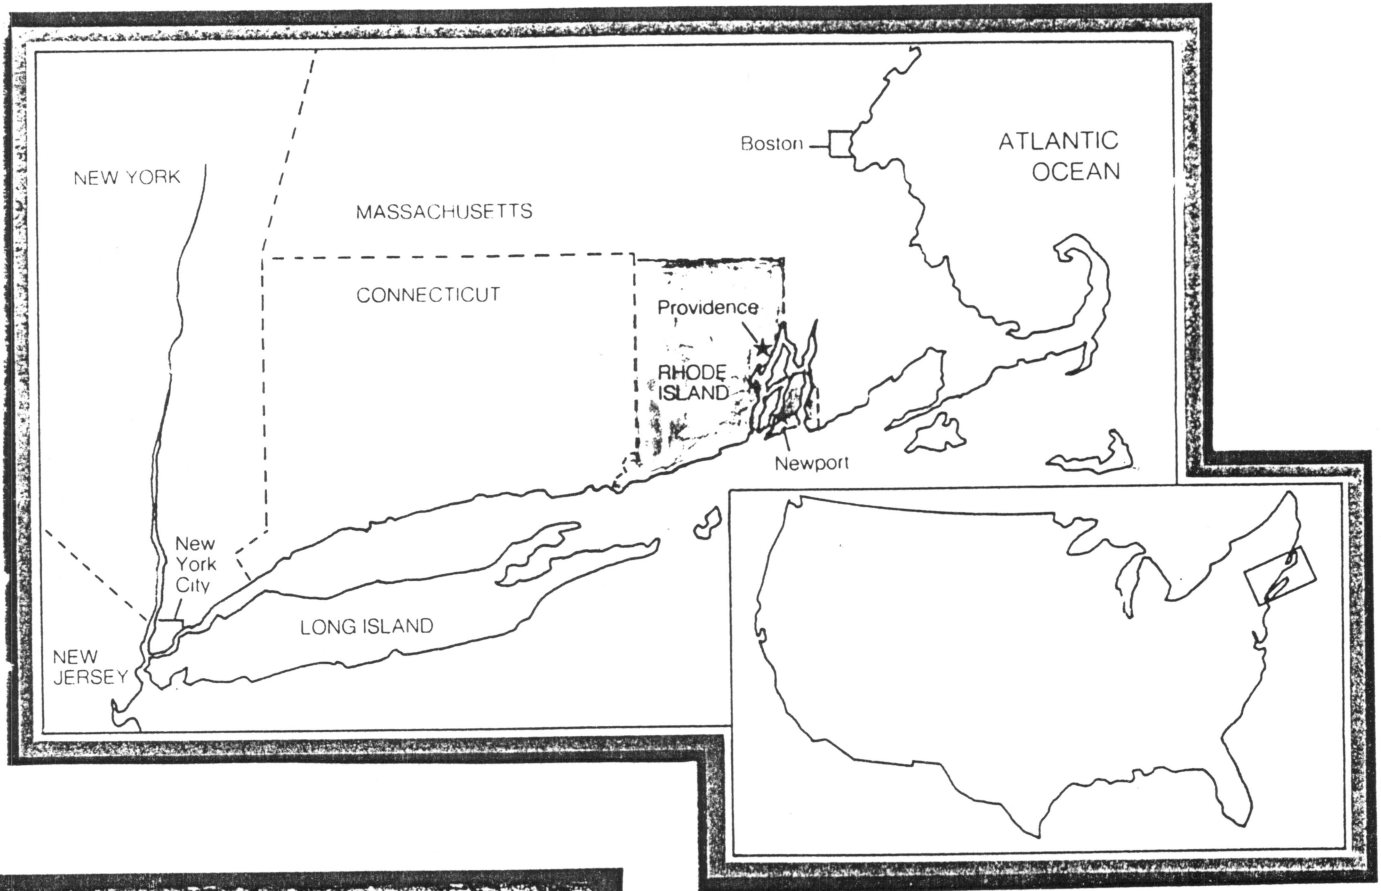 Boston
ATLANTIC
OCEAN
NEW YORK
MASSACHUSETTS
CONNECTICUT
Providence
RHODE
ISLAND
Newport
New
York
City
LONG ISLAND
NEW
JERSEY